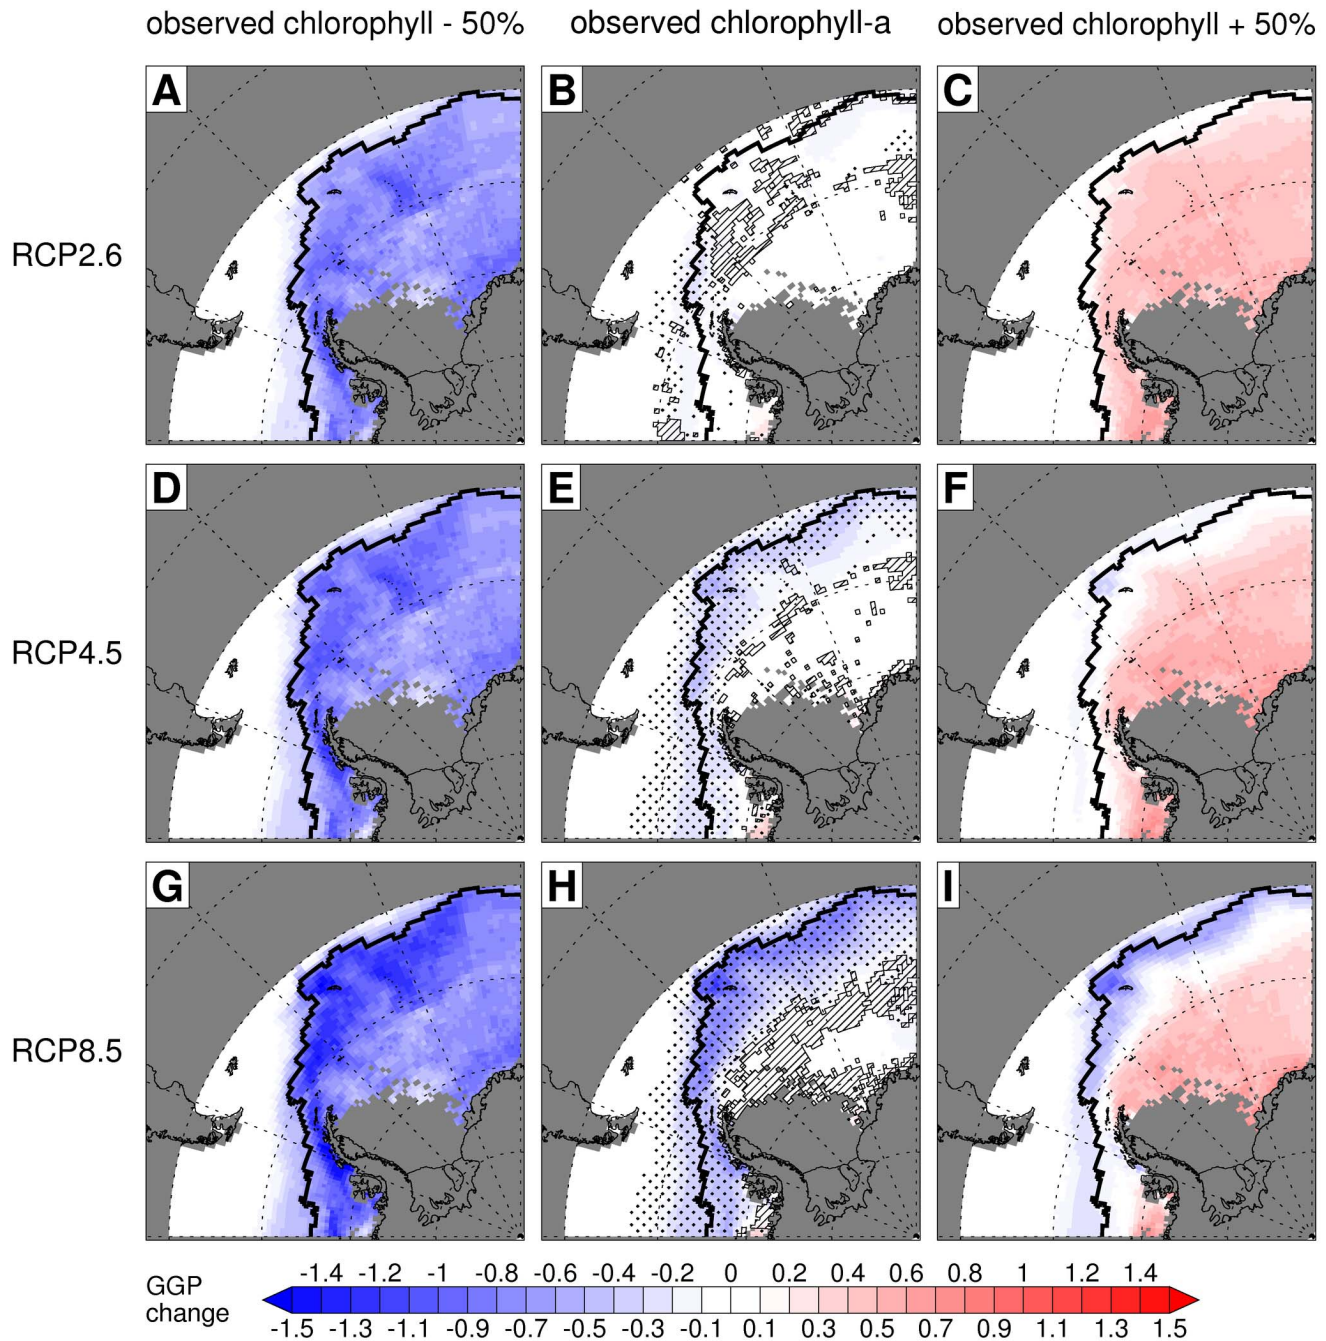 observed chlorophyll - 50% observed chlorophyll-a observed chlorophyll + 50%
A B C
RCP2.6
D E F
RCP4.5
G H I
RCP8.5
GGP change
-1.4 -1.2 -1 -0.8 -0.6 -0.4 -0.2 0 0.2 0.4 0.6 0.8 1 1.2 1.4
-1.5 -1.3 -1.1 -0.9 -0.7 -0.5 -0.3 -0.1 0.1 0.3 0.5 0.7 0.9 1.1 1.3 1.5